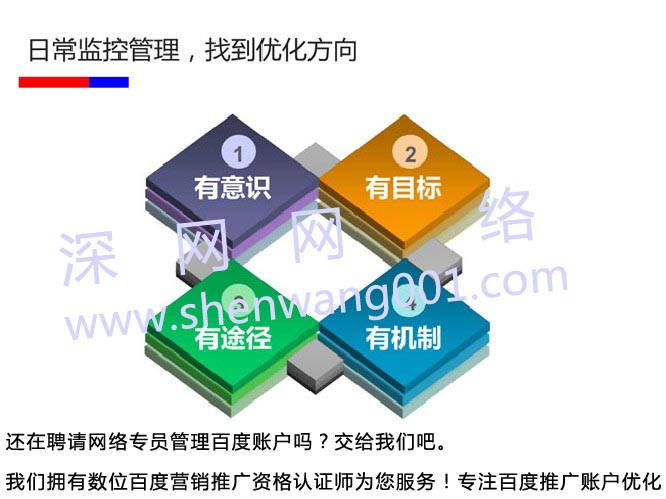 日常监控管理，找到优化方向
1
有意识
2
有目标
深网网络
www.shenwang001.com
3
有途径
4
有机制
还在聘请网络专员管理百度账户吗？交给我们吧。
我们拥有数位百度营销推广资格认证师为您服务！专注百度推广账户优化